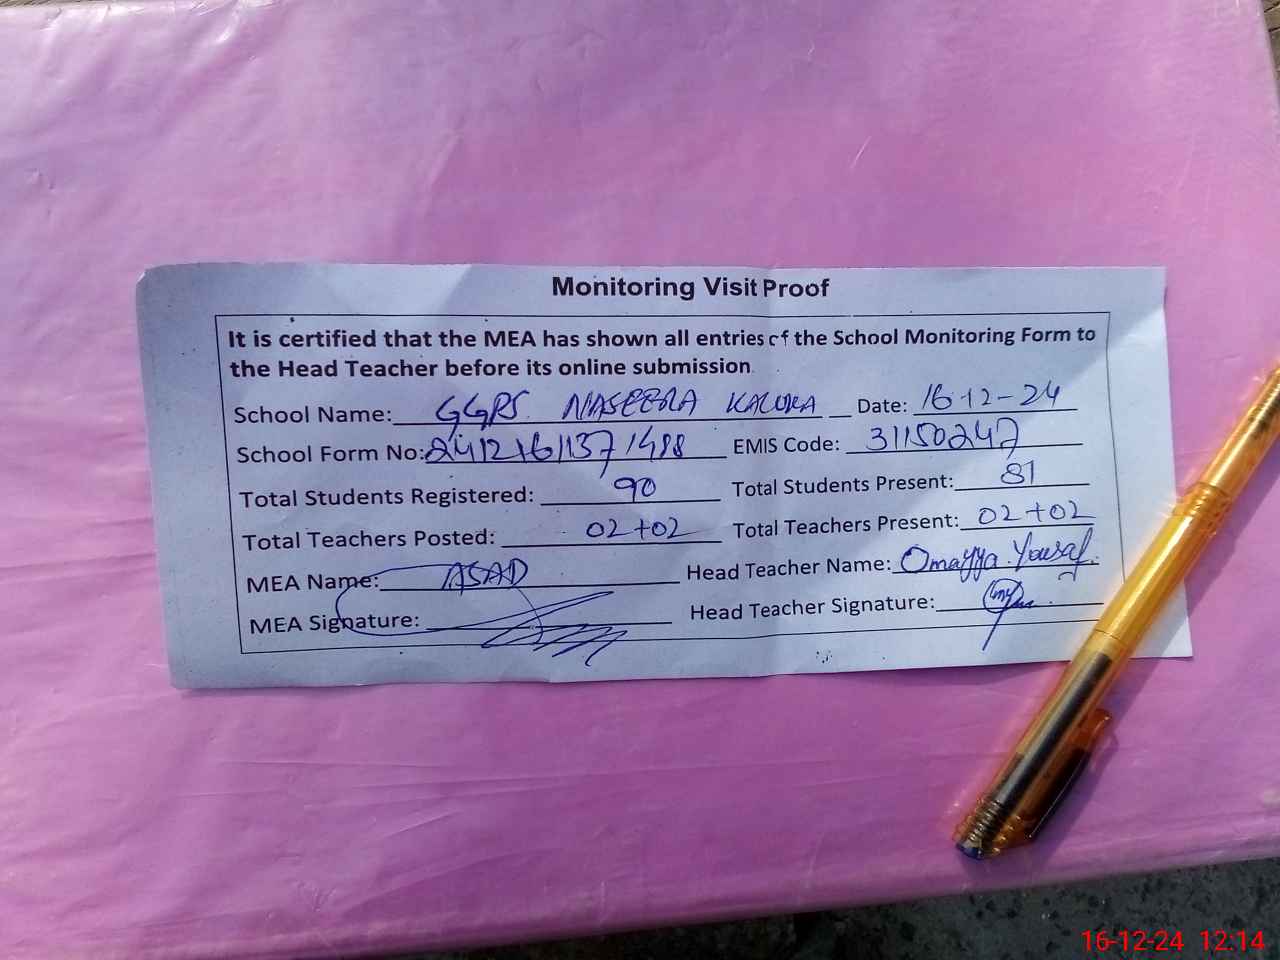 Monitoring Visit Proof
It is certified that the MEA has shown all entries of the School Monitoring Form to
the Head Teacher before its online submission.
School Name: GGPS NASEERA KALUKA Date: 16-12-24
School Form No: 24121611371488 EMIS Code: 31150247
Total Students Registered: 90 Total Students Present: 81
Total Teachers Posted: 02+02 Total Teachers Present: 02+02
MEA Name: ASAD Head Teacher Name: Omayya Yousaf.
MEA Signature: Head Teacher Signature:
16-12-24 12:14